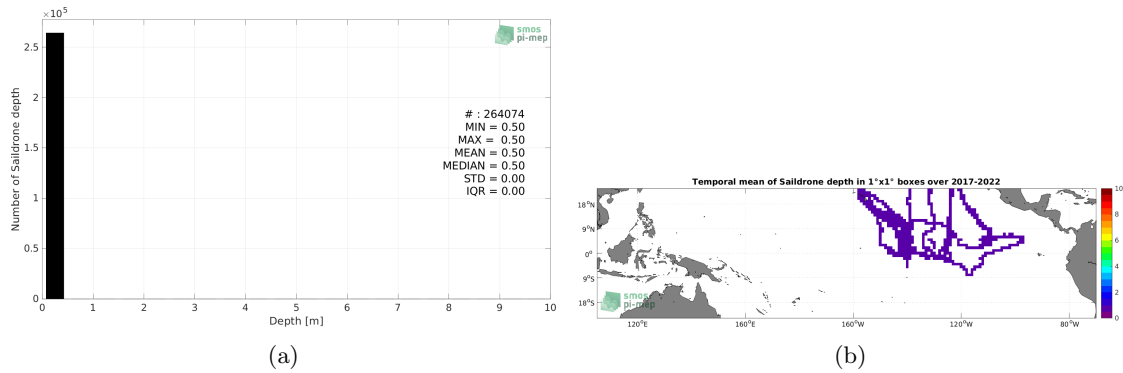 ×10⁵
smos
pi-mep
2.5
2
1.5
1
0.5
0
Number of Saildrone depth
# : 264074
MIN = 0.50
MAX = 0.50
MEAN = 0.50
MEDIAN = 0.50
STD = 0.00
IQR = 0.00
0 1 2 3 4 5 6 7 8 9 10
Depth [m]
(a)
Temporal mean of Saildrone depth in 1°x1° boxes over 2017-2022
18°N
9°N
0°
9°S
18°S
smos
pi-mep
120°E 160°E 160°W 120°W 80°W
10
8
6
4
2
0
(b)